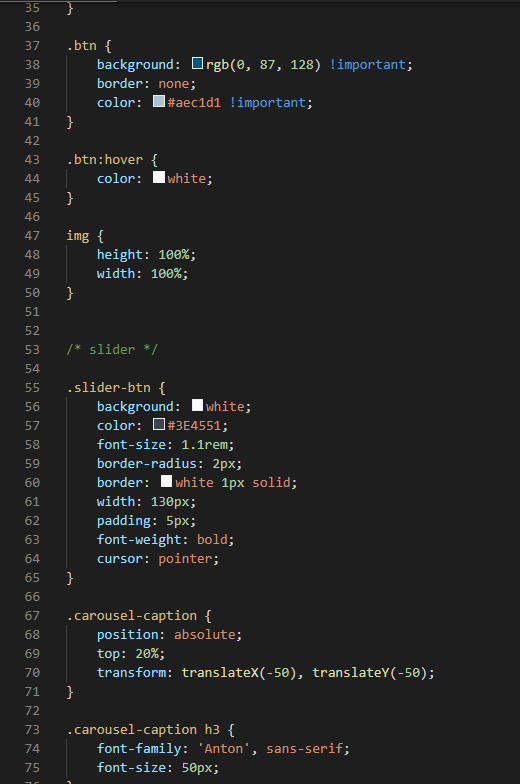 35 }
36
37 .btn {
38 background: rgb(0, 87, 128) !important;
39 border: none;
40 color: #aec1d1 !important;
41 }
42
43 .btn:hover {
44 color: white;
45 }
46
47 img {
48 height: 100%;
49 width: 100%;
50 }
51
52
53 /* slider */
54
55 .slider-btn {
56 background: white;
57 color: #3E4551;
58 font-size: 1.1rem;
59 border-radius: 2px;
60 border: white 1px solid;
61 width: 130px;
62 padding: 5px;
63 font-weight: bold;
64 cursor: pointer;
65 }
66
67 .carousel-caption {
68 position: absolute;
69 top: 20%;
70 transform: translateX(-50), translateY(-50);
71 }
72
73 .carousel-caption h3 {
74 font-family: 'Anton', sans-serif;
75 font-size: 50px;